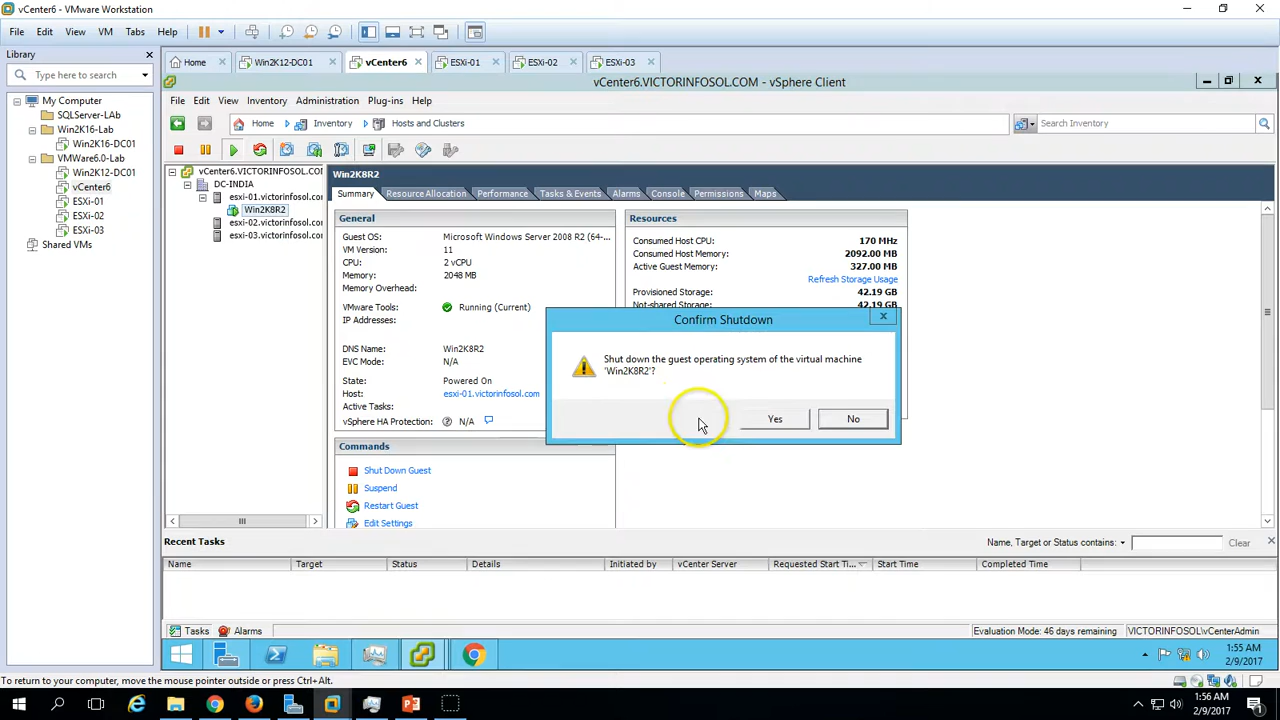 vCenter6 - VMware Workstation
File Edit View VM Tabs Help
Library
Type here to search
My Computer
SQLServer-LAb
Win2K16-Lab
Win2K16-DC01
VMWare6.0-Lab
Win2K12-DC01
vCenter6
ESXi-01
ESXi-02
ESXi-03
Shared VMs
Home Win2K12-DC01 vCenter6 ESXi-01 ESXi-02 ESXi-03
vCenter6.VICTORINFOSOL.COM - vSphere Client
File Edit View Inventory Administration Plug-ins Help
Home Inventory Hosts and Clusters
Search Inventory
vCenter6.VICTORINFOSOL.COM
DC-INDIA
esxi-01.victorinfosol.com
Win2K8R2
esxi-02.victorinfosol.com
esxi-03.victorinfosol.com
Win2K8R2
Summary Resource Allocation Performance Tasks & Events Alarms Console Permissions Maps
General
Guest OS: Microsoft Windows Server 2008 R2 (64-...
VM Version: 11
CPU: 2 vCPU
Memory: 2048 MB
Memory Overhead:
VMware Tools: Running (Current)
IP Addresses:
DNS Name: Win2K8R2
EVC Mode: N/A
State: Powered On
Host: esxi-01.victorinfosol.com
Active Tasks:
vSphere HA Protection: N/A
Resources
Consumed Host CPU: 170 MHz
Consumed Host Memory: 2092.00 MB
Active Guest Memory: 327.00 MB
Refresh Storage Usage
Provisioned Storage: 42.19 GB
Not-shared Storage: 42.19 GB
Confirm Shutdown
Shut down the guest operating system of the virtual machine
'Win2K8R2'?
Yes No
Commands
Shut Down Guest
Suspend
Restart Guest
Edit Settings
Recent Tasks
Name, Target or Status contains: Clear
Name Target Status Details Initiated by vCenter Server Requested Start Ti... Start Time Completed Time
Tasks Alarms
Evaluation Mode: 46 days remaining VICTORINFOSOL\vCenterAdmin
1:55 AM
2/9/2017
To return to your computer, move the mouse pointer outside or press Ctrl+Alt.
1:56 AM
2/9/2017